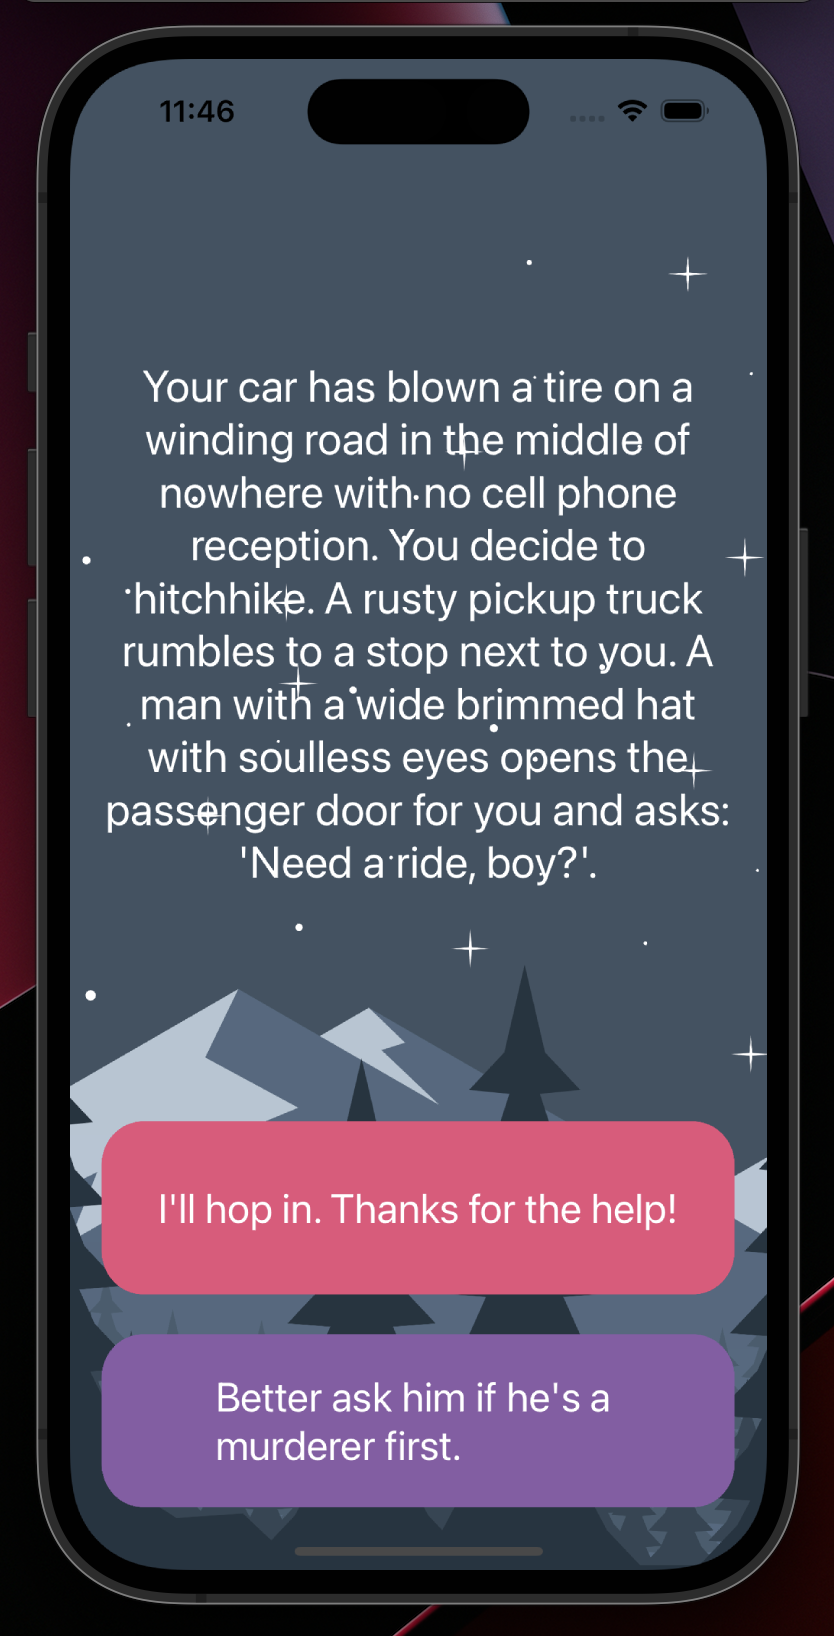 11:46
Your car has blown a tire on a
winding road in the middle of
nowhere with no cell phone
reception. You decide to
hitchhike. A rusty pickup truck
rumbles to a stop next to you. A
man with a wide brimmed hat
with soulless eyes opens the
passenger door for you and asks:
'Need a ride, boy?'.
I'll hop in. Thanks for the help!
Better ask him if he's a
murderer first.